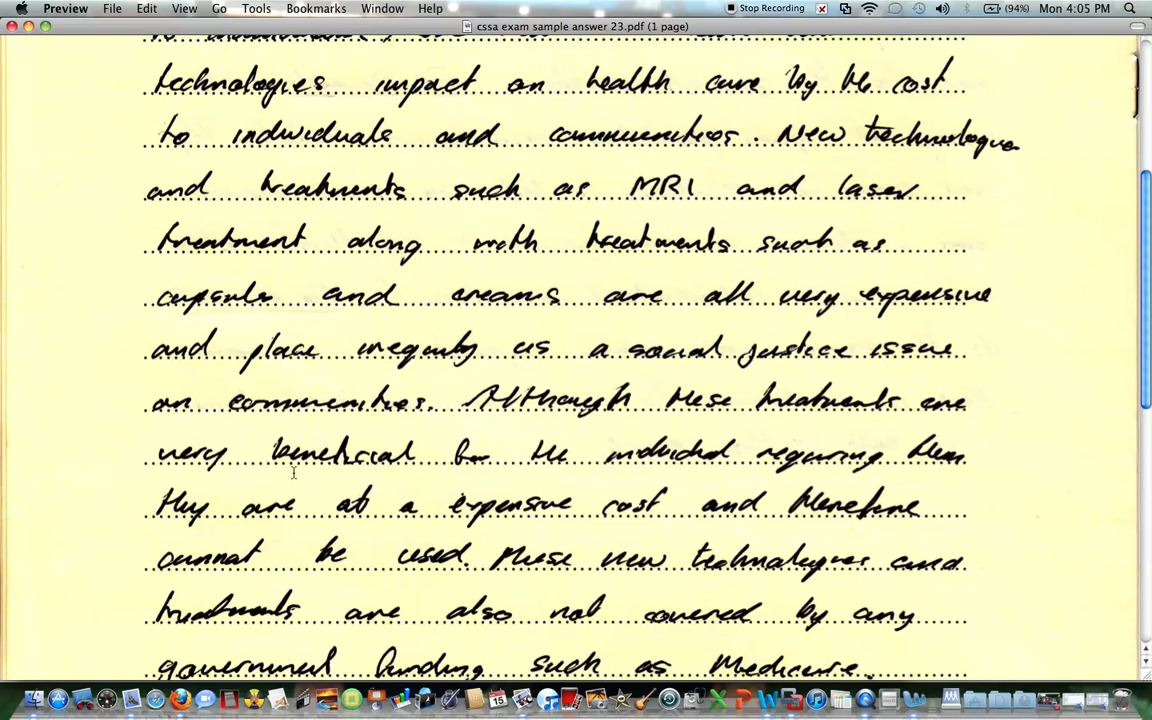 Preview File Edit View Go Tools Bookmarks Window Help Stop Recording (94%) Mon 4:05 PM
cssa exam sample answer 23.pdf (1 page)
technologies impact on health care by the cost
to individuals and communities. New technologies
and treatments such as MRI and laser
treatment along with treatments such as
capsules and creams are all very expensive
and place inequity as a social justice issue
on communities. Although these treatments are
very beneficial for the individual requiring them
they are at a expensive cost and therefore
cannot be used. These new technologies and
treatments are also not covered by any
government funding such as Medicare.